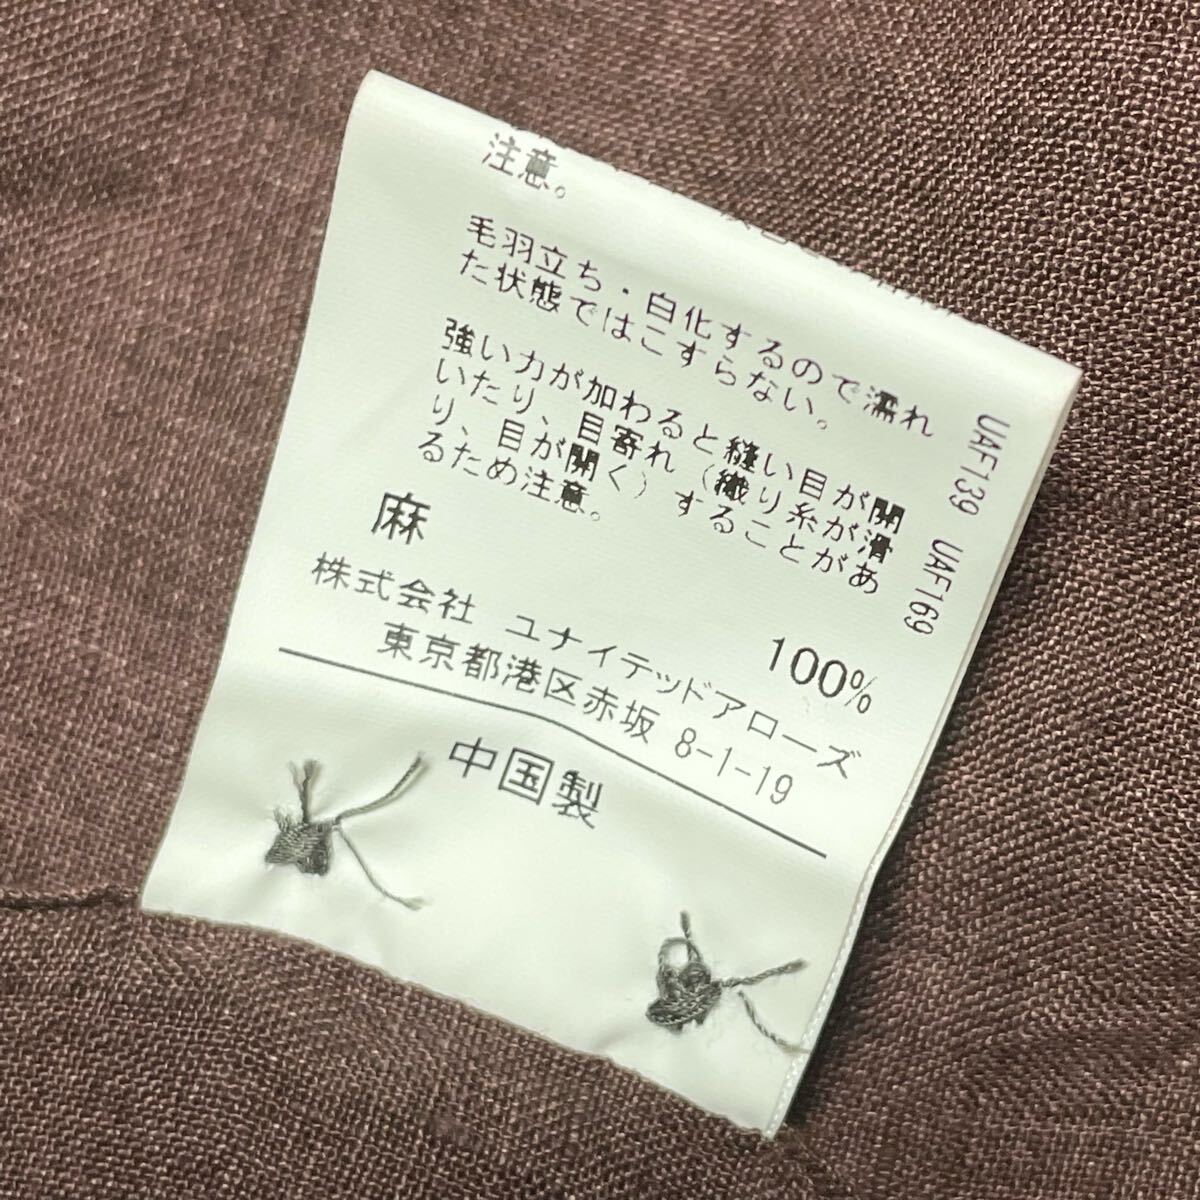 注意。
毛羽立ち・白化するので濡れ
た状態ではこすらない。
強い力が加わると縫い目が開
いたり、目寄れ（織り糸が滑
り、目が開く）することがあ
るため注意。
麻 100%
株式会社 ユナイテッドアローズ
東京都港区赤坂 8-1-19
中国製
UAF139 UAF169